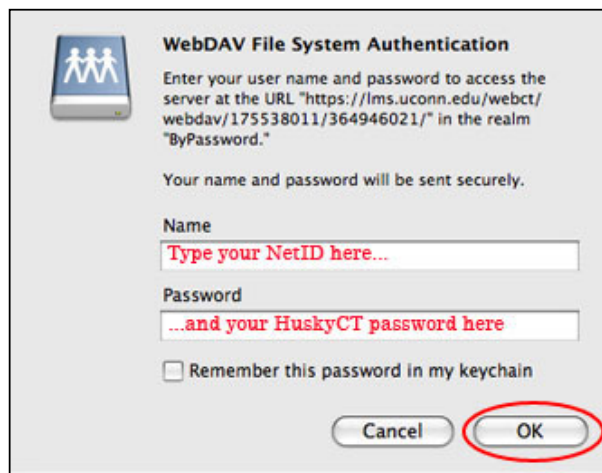 WebDAV File System Authentication
Enter your user name and password to access the
server at the URL "https://lms.uconn.edu/webct/
webdav/175538011/364946021/" in the realm
"ByPassword."
Your name and password will be sent securely.
Name
Type your NetID here...
Password
...and your HuskyCT password here
Remember this password in my keychain
Cancel OK